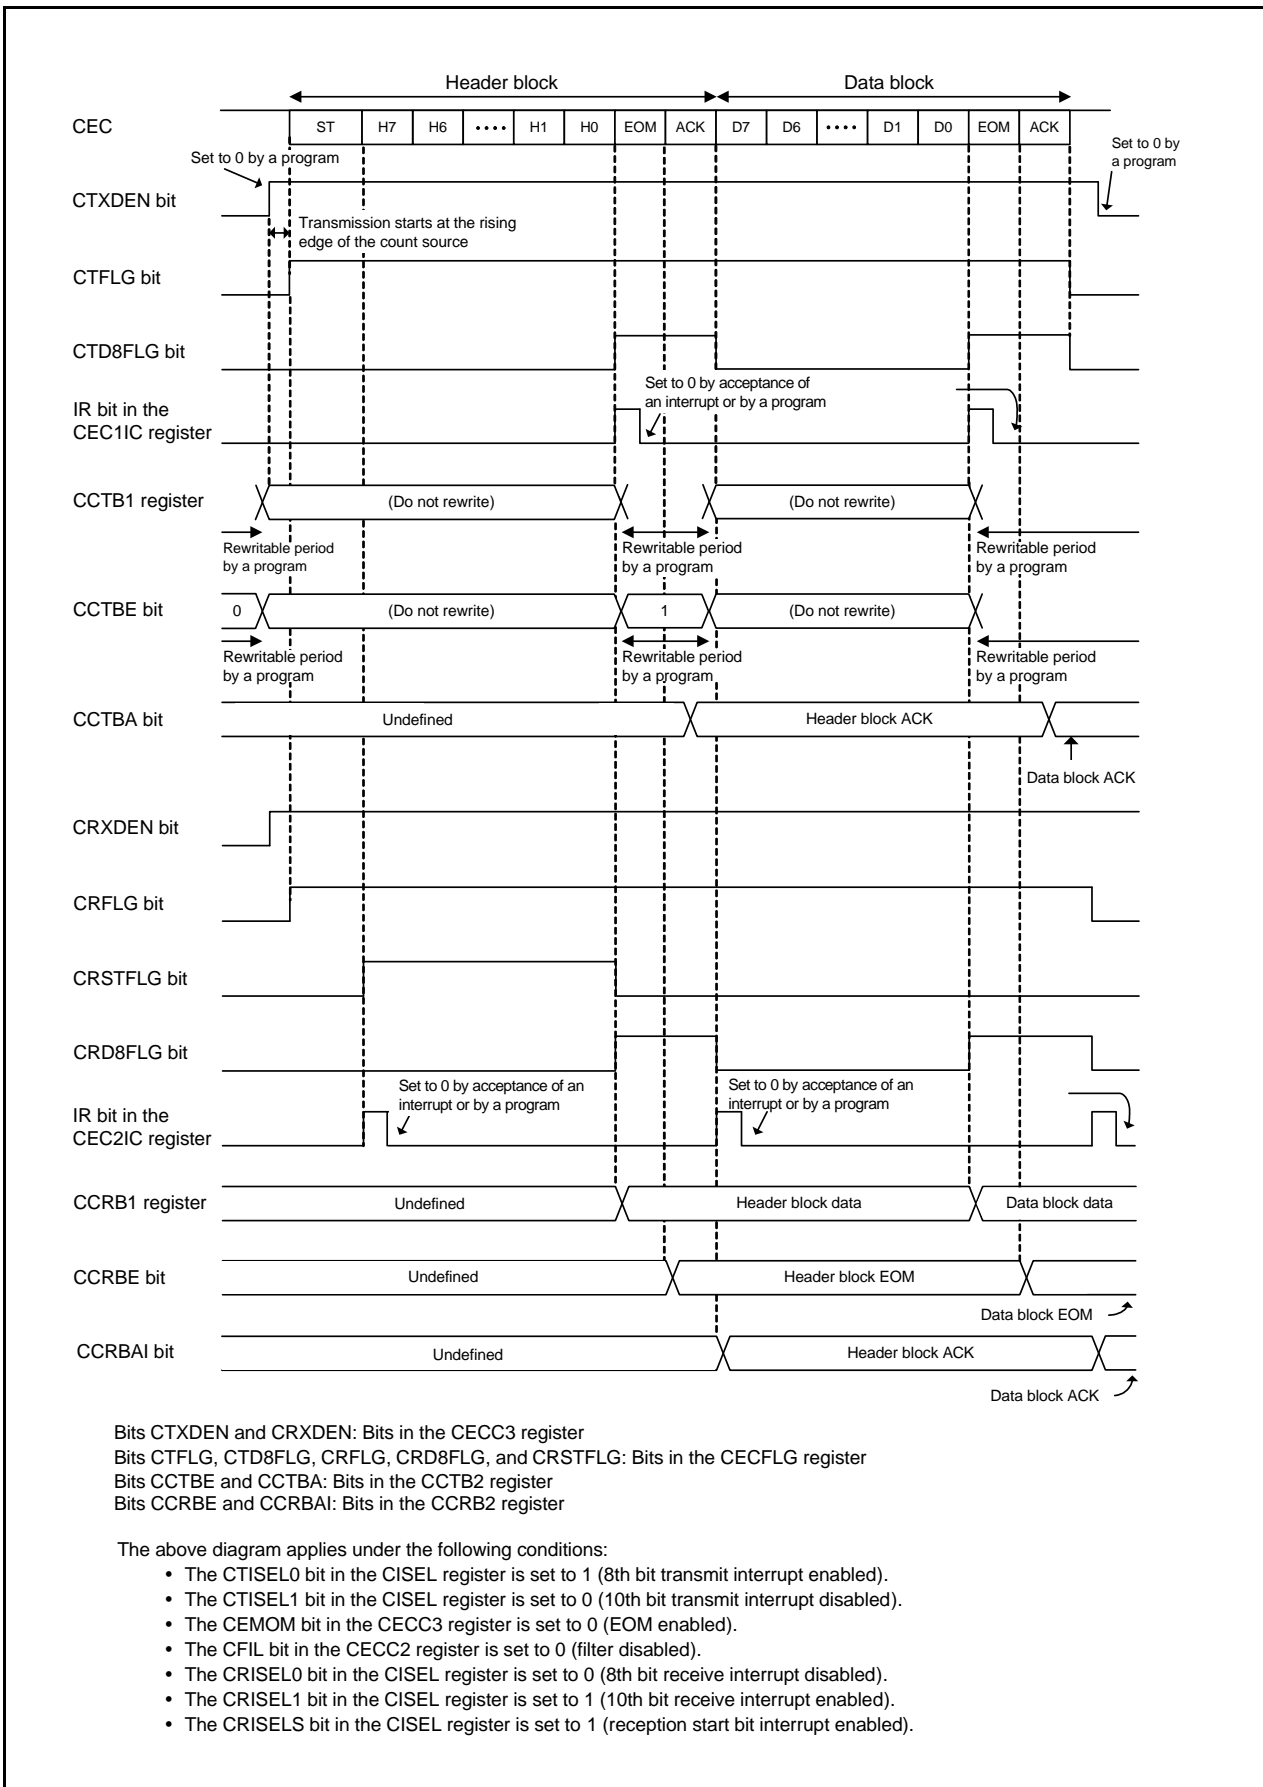 Header block Data block
CEC ST H7 H6 •••• H1 H0 EOM ACK D7 D6 •••• D1 D0 EOM ACK
Set to 0 by a program
Set to 0 by
a program
CTXDEN bit
Transmission starts at the rising
edge of the count source
CTFLG bit
CTD8FLG bit
Set to 0 by acceptance of
an interrupt or by a program
IR bit in the
CEC1IC register
CCTB1 register (Do not rewrite) (Do not rewrite)
Rewritable period
by a program
Rewritable period
by a program
Rewritable period
by a program
CCTBE bit 0 (Do not rewrite) 1 (Do not rewrite)
Rewritable period
by a program
Rewritable period
by a program
Rewritable period
by a program
CCTBA bit Undefined Header block ACK
Data block ACK
CRXDEN bit
CRFLG bit
CRSTFLG bit
CRD8FLG bit
Set to 0 by acceptance of an
interrupt or by a program
Set to 0 by acceptance of an
interrupt or by a program
IR bit in the
CEC2IC register
CCRB1 register Undefined Header block data Data block data
CCRBE bit Undefined Header block EOM
Data block EOM
CCRBAI bit Undefined Header block ACK
Data block ACK
Bits CTXDEN and CRXDEN: Bits in the CECC3 register
Bits CTFLG, CTD8FLG, CRFLG, CRD8FLG, and CRSTFLG: Bits in the CECFLG register
Bits CCTBE and CCTBA: Bits in the CCTB2 register
Bits CCRBE and CCRBAI: Bits in the CCRB2 register
The above diagram applies under the following conditions:
• The CTISEL0 bit in the CISEL register is set to 1 (8th bit transmit interrupt enabled).
• The CTISEL1 bit in the CISEL register is set to 0 (10th bit transmit interrupt disabled).
• The CEMOM bit in the CECC3 register is set to 0 (EOM enabled).
• The CFIL bit in the CECC2 register is set to 0 (filter disabled).
• The CRISEL0 bit in the CISEL register is set to 0 (8th bit receive interrupt disabled).
• The CRISEL1 bit in the CISEL register is set to 1 (10th bit receive interrupt enabled).
• The CRISELS bit in the CISEL register is set to 1 (reception start bit interrupt enabled).